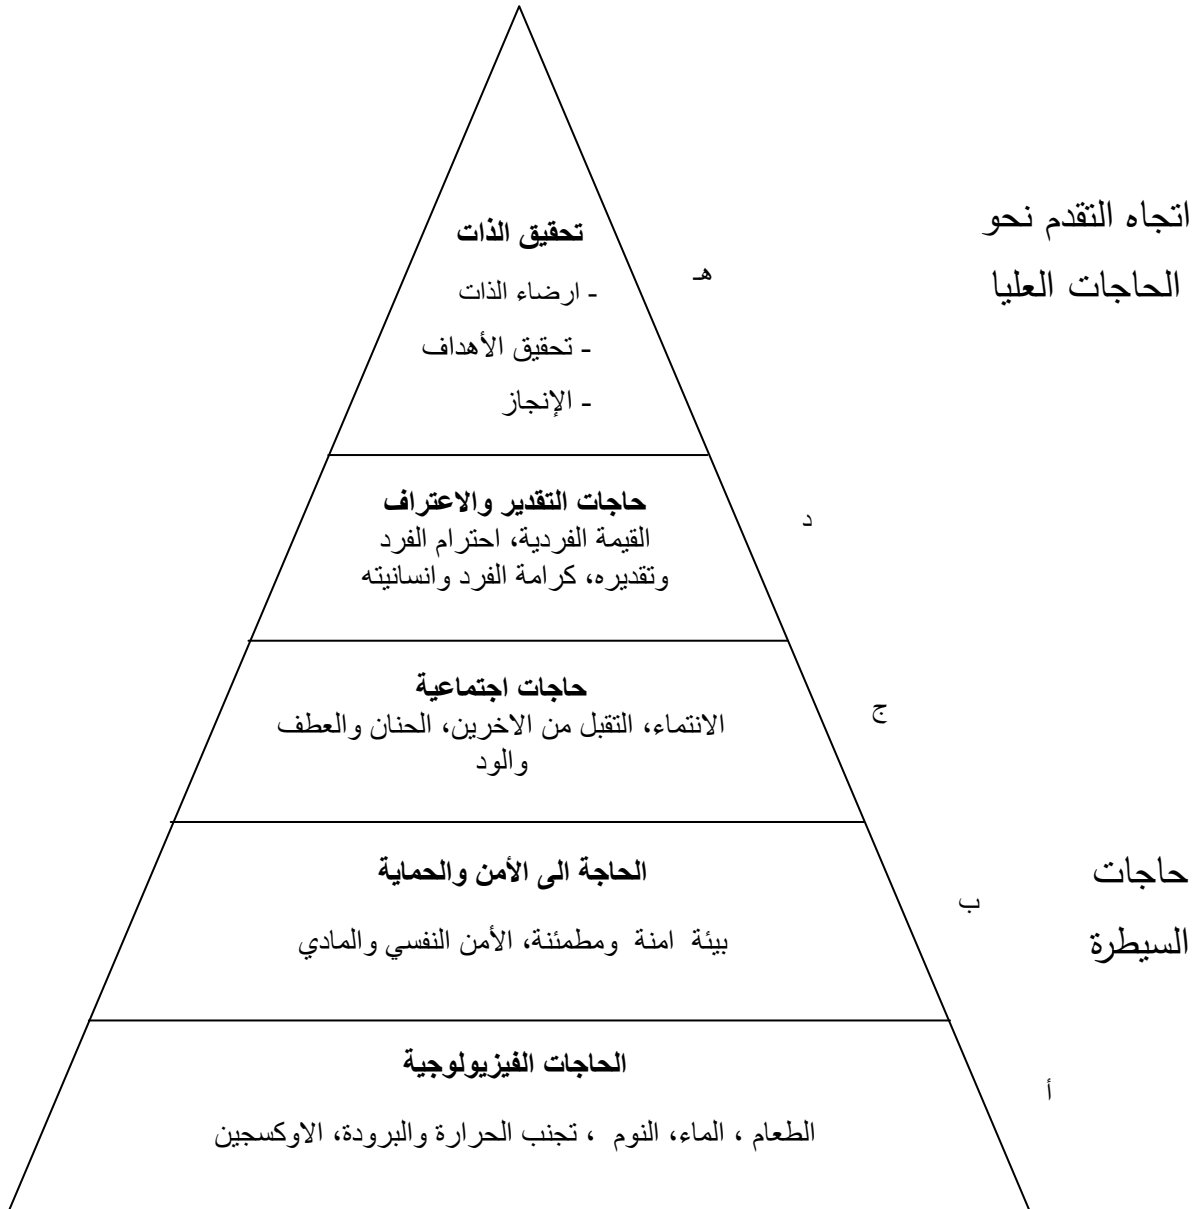 تحقيق الذات
- ارضاء الذات
- تحقيق الأهداف
- الإنجاز
هـ
اتجاه التقدم نحو
الحاجات العليا
حاجات التقدير والاعتراف
القيمة الفردية، احترام الفرد
وتقديره، كرامة الفرد وانسانيته
د
حاجات اجتماعية
الانتماء، التقبل من الاخرين، الحنان والعطف
والود
ج
الحاجة الى الأمن والحماية
بيئة امنة ومطمئنة، الأمن النفسي والمادي
ب
حاجات
السيطرة
الحاجات الفيزيولوجية
الطعام ، الماء، النوم ، تجنب الحرارة والبرودة، الاوكسجين
أ